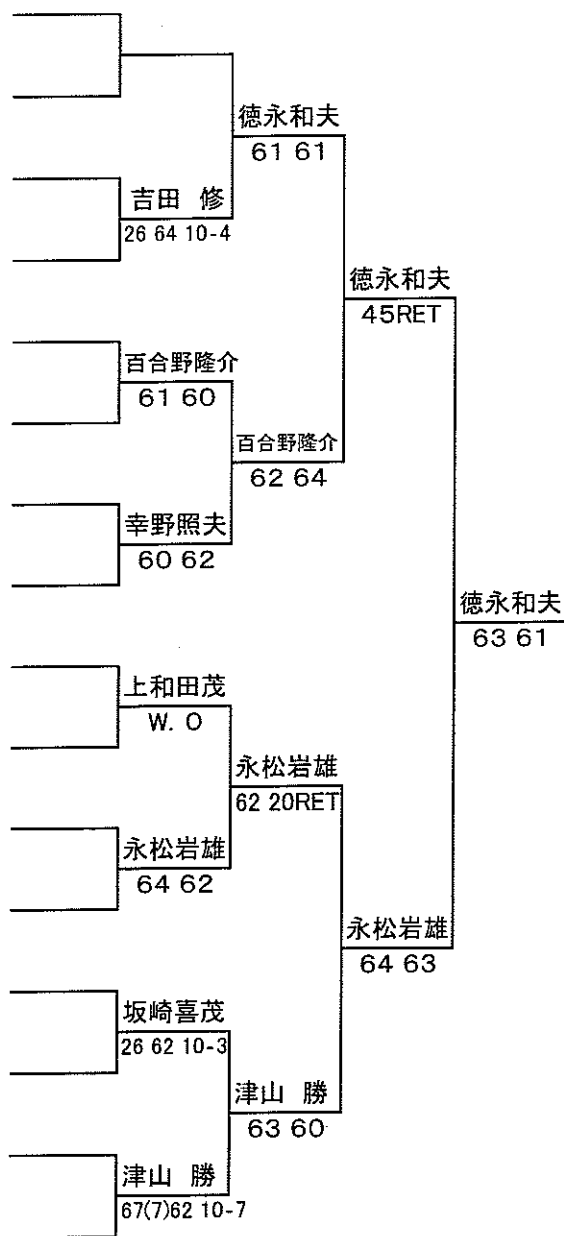 徳永和夫
61 61
吉田 修
26 64 10-4
徳永和夫
45RET
百合野隆介
61 60
百合野隆介
62 64
幸野照夫
60 62
徳永和夫
63 61
上和田茂
W. O
永松岩雄
62 20RET
永松岩雄
64 62
永松岩雄
64 63
坂崎喜茂
26 62 10-3
津山 勝
63 60
津山 勝
67(7)62 10-7